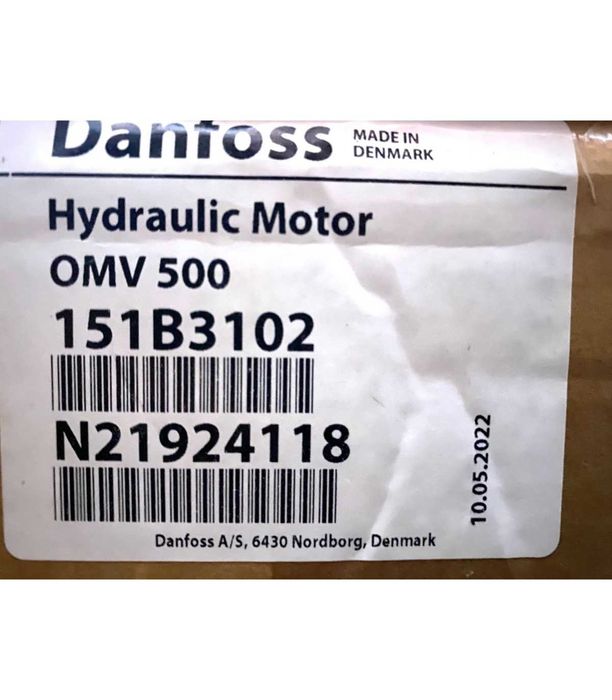 Danfoss
MADE IN
DENMARK
Hydraulic Motor
OMV 500
151B3102
N21924118
10.05.2022
Danfoss A/S, 6430 Nordborg, Denmark